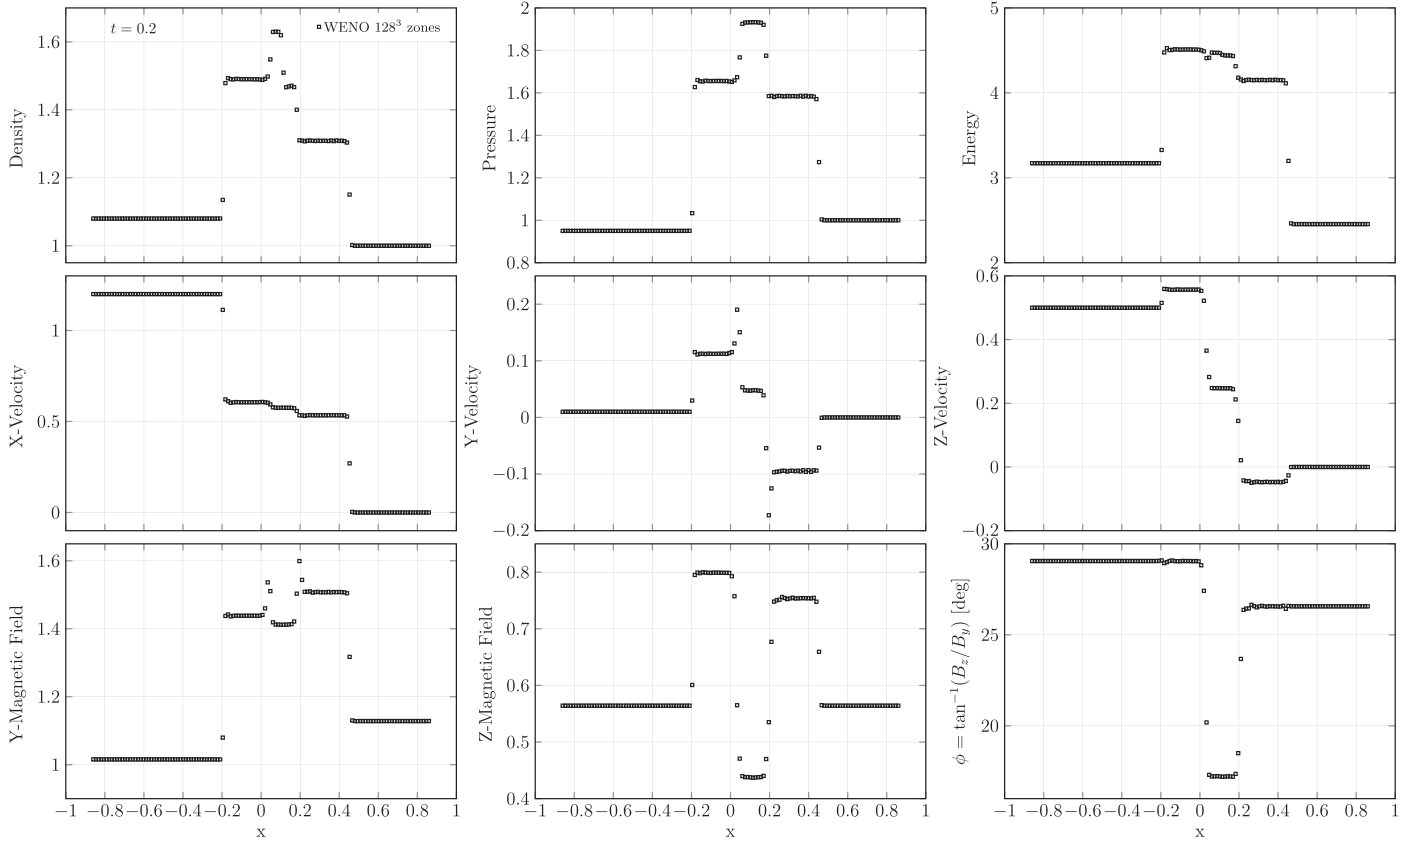 t = 0.2
WENO 128³ zones
1.6
1.4
1.2
1
Density
2
1.8
1.6
1.4
1.2
1
0.8
Pressure
5
4
3
2
Energy
1
0.5
0
X-Velocity
0.2
0.1
0
−0.1
−0.2
Y-Velocity
0.6
0.4
0.2
0
−0.2
Z-Velocity
1.6
1.4
1.2
1
Y-Magnetic Field
−1 −0.8 −0.6 −0.4 −0.2 0 0.2 0.4 0.6 0.8 1
x
0.8
0.7
0.6
0.5
0.4
Z-Magnetic Field
−1 −0.8 −0.6 −0.4 −0.2 0 0.2 0.4 0.6 0.8 1
x
30
25
20
ϕ = tan⁻¹(B_z/B_y) [deg]
−1 −0.8 −0.6 −0.4 −0.2 0 0.2 0.4 0.6 0.8 1
x